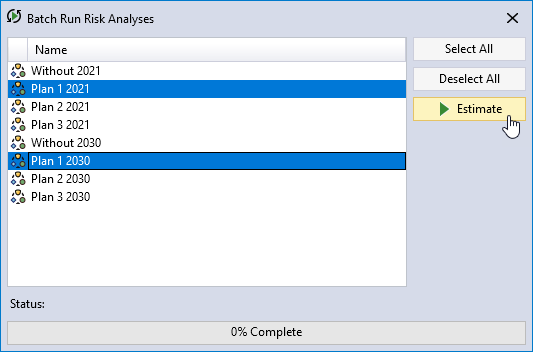 Batch Run Risk Analyses
Name
Without 2021
Plan 1 2021
Plan 2 2021
Plan 3 2021
Without 2030
Plan 1 2030
Plan 2 2030
Plan 3 2030
Select All
Deselect All
Estimate
Status:
0% Complete